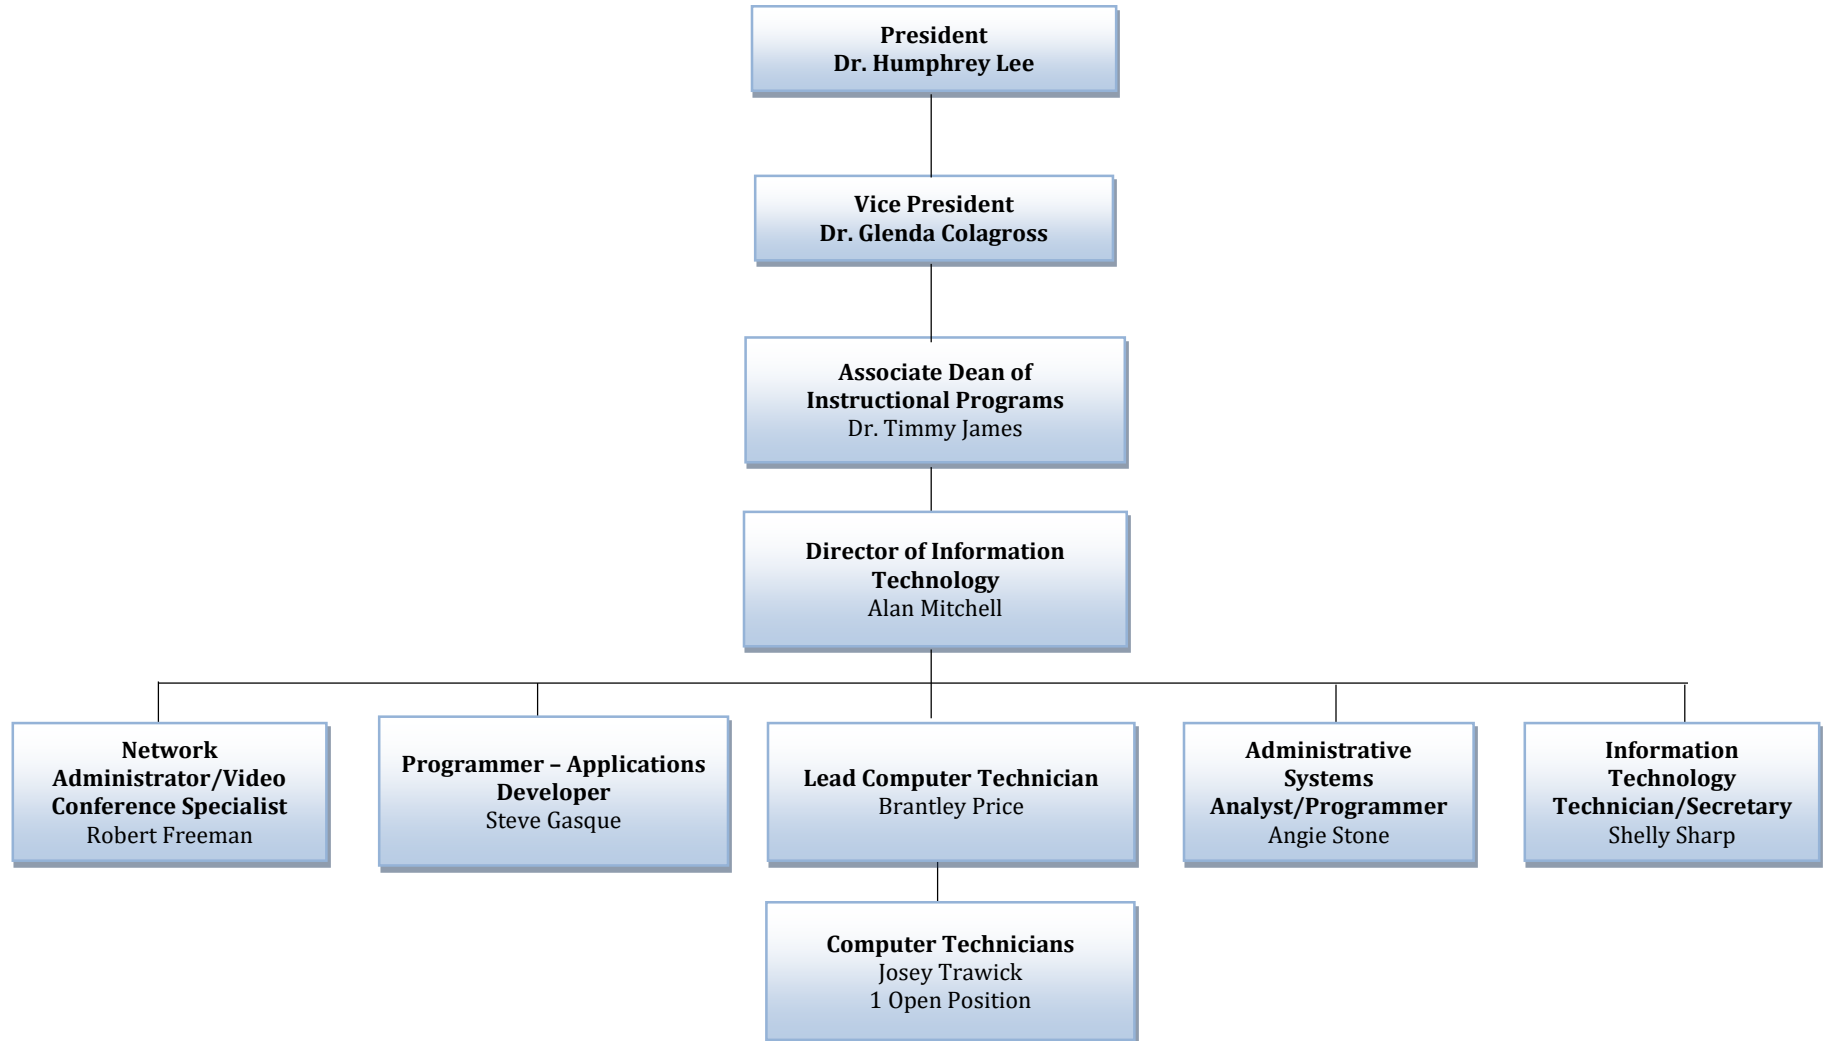 President
Dr. Humphrey Lee
Vice President
Dr. Glenda Colagross
Associate Dean of
Instructional Programs
Dr. Timmy James
Director of Information
Technology
Alan Mitchell
Network
Administrator/Video
Conference Specialist
Robert Freeman
Programmer – Applications
Developer
Steve Gasque
Lead Computer Technician
Brantley Price
Administrative
Systems
Analyst/Programmer
Angie Stone
Information
Technology
Technician/Secretary
Shelly Sharp
Computer Technicians
Josey Trawick
1 Open Position